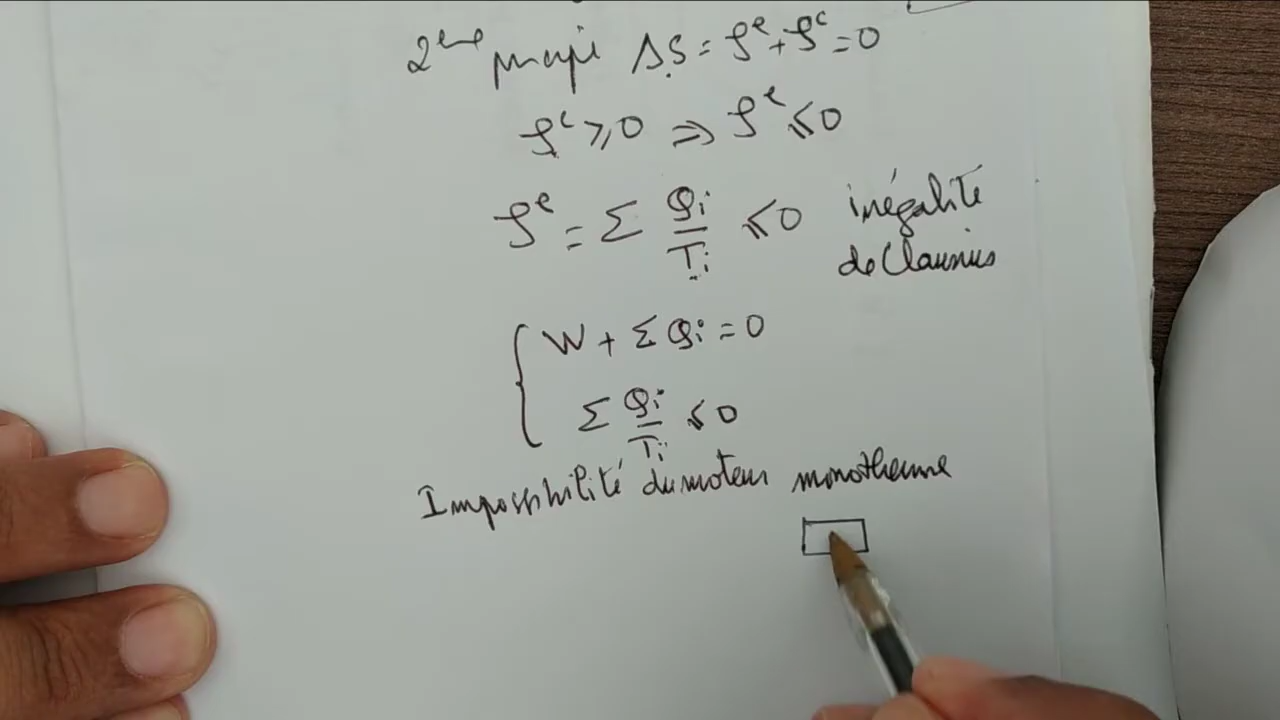 2ème principe ΔS = Sᵉ + Sᶜ = 0
Sᶜ ⩾ 0 ⇒ Sᵉ ⩽ 0
Sᵉ = Σ Qi/Ti ⩽ 0 inégalité
de Clausius
{ W + Σ Qi = 0
Σ Qi/Ti ⩽ 0
Impossibilité du moteur monotherme